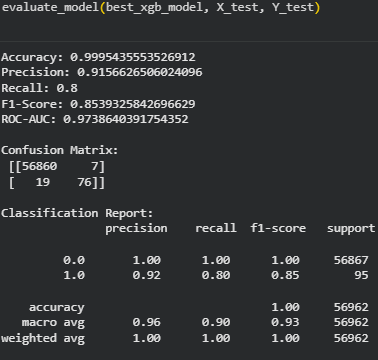 evaluate_model(best_xgb_model, X_test, Y_test)
Accuracy: 0.9995435553526912
Precision: 0.9156626506024096
Recall: 0.8
F1-Score: 0.8539325842696629
ROC-AUC: 0.9738640391754352
Confusion Matrix:
[[56860 7]
[ 19 76]]
Classification Report:
precision recall f1-score support
0.0 1.00 1.00 1.00 56867
1.0 0.92 0.80 0.85 95
accuracy 1.00 56962
macro avg 0.96 0.90 0.93 56962
weighted avg 1.00 1.00 1.00 56962